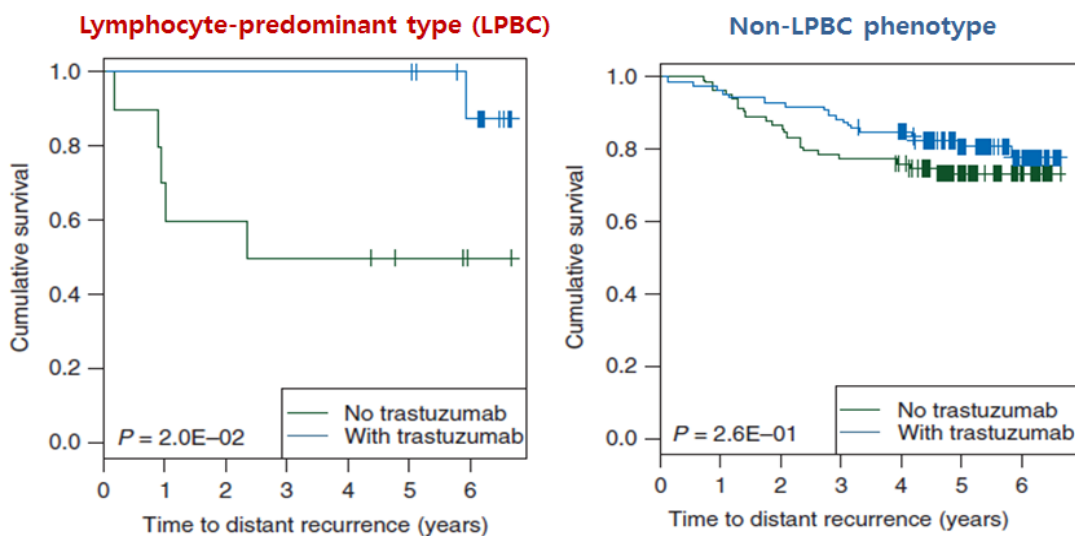 Lymphocyte-predominant type (LPBC)
1.0
0.8
0.6
0.4
0.2
0.0
Cumulative survival
No trastuzumab
With trastuzumab
P = 2.0E–02
0 1 2 3 4 5 6
Time to distant recurrence (years)
Non-LPBC phenotype
1.0
0.8
0.6
0.4
0.2
0.0
Cumulative survival
No trastuzumab
With trastuzumab
P = 2.6E–01
0 1 2 3 4 5 6
Time to distant recurrence (years)